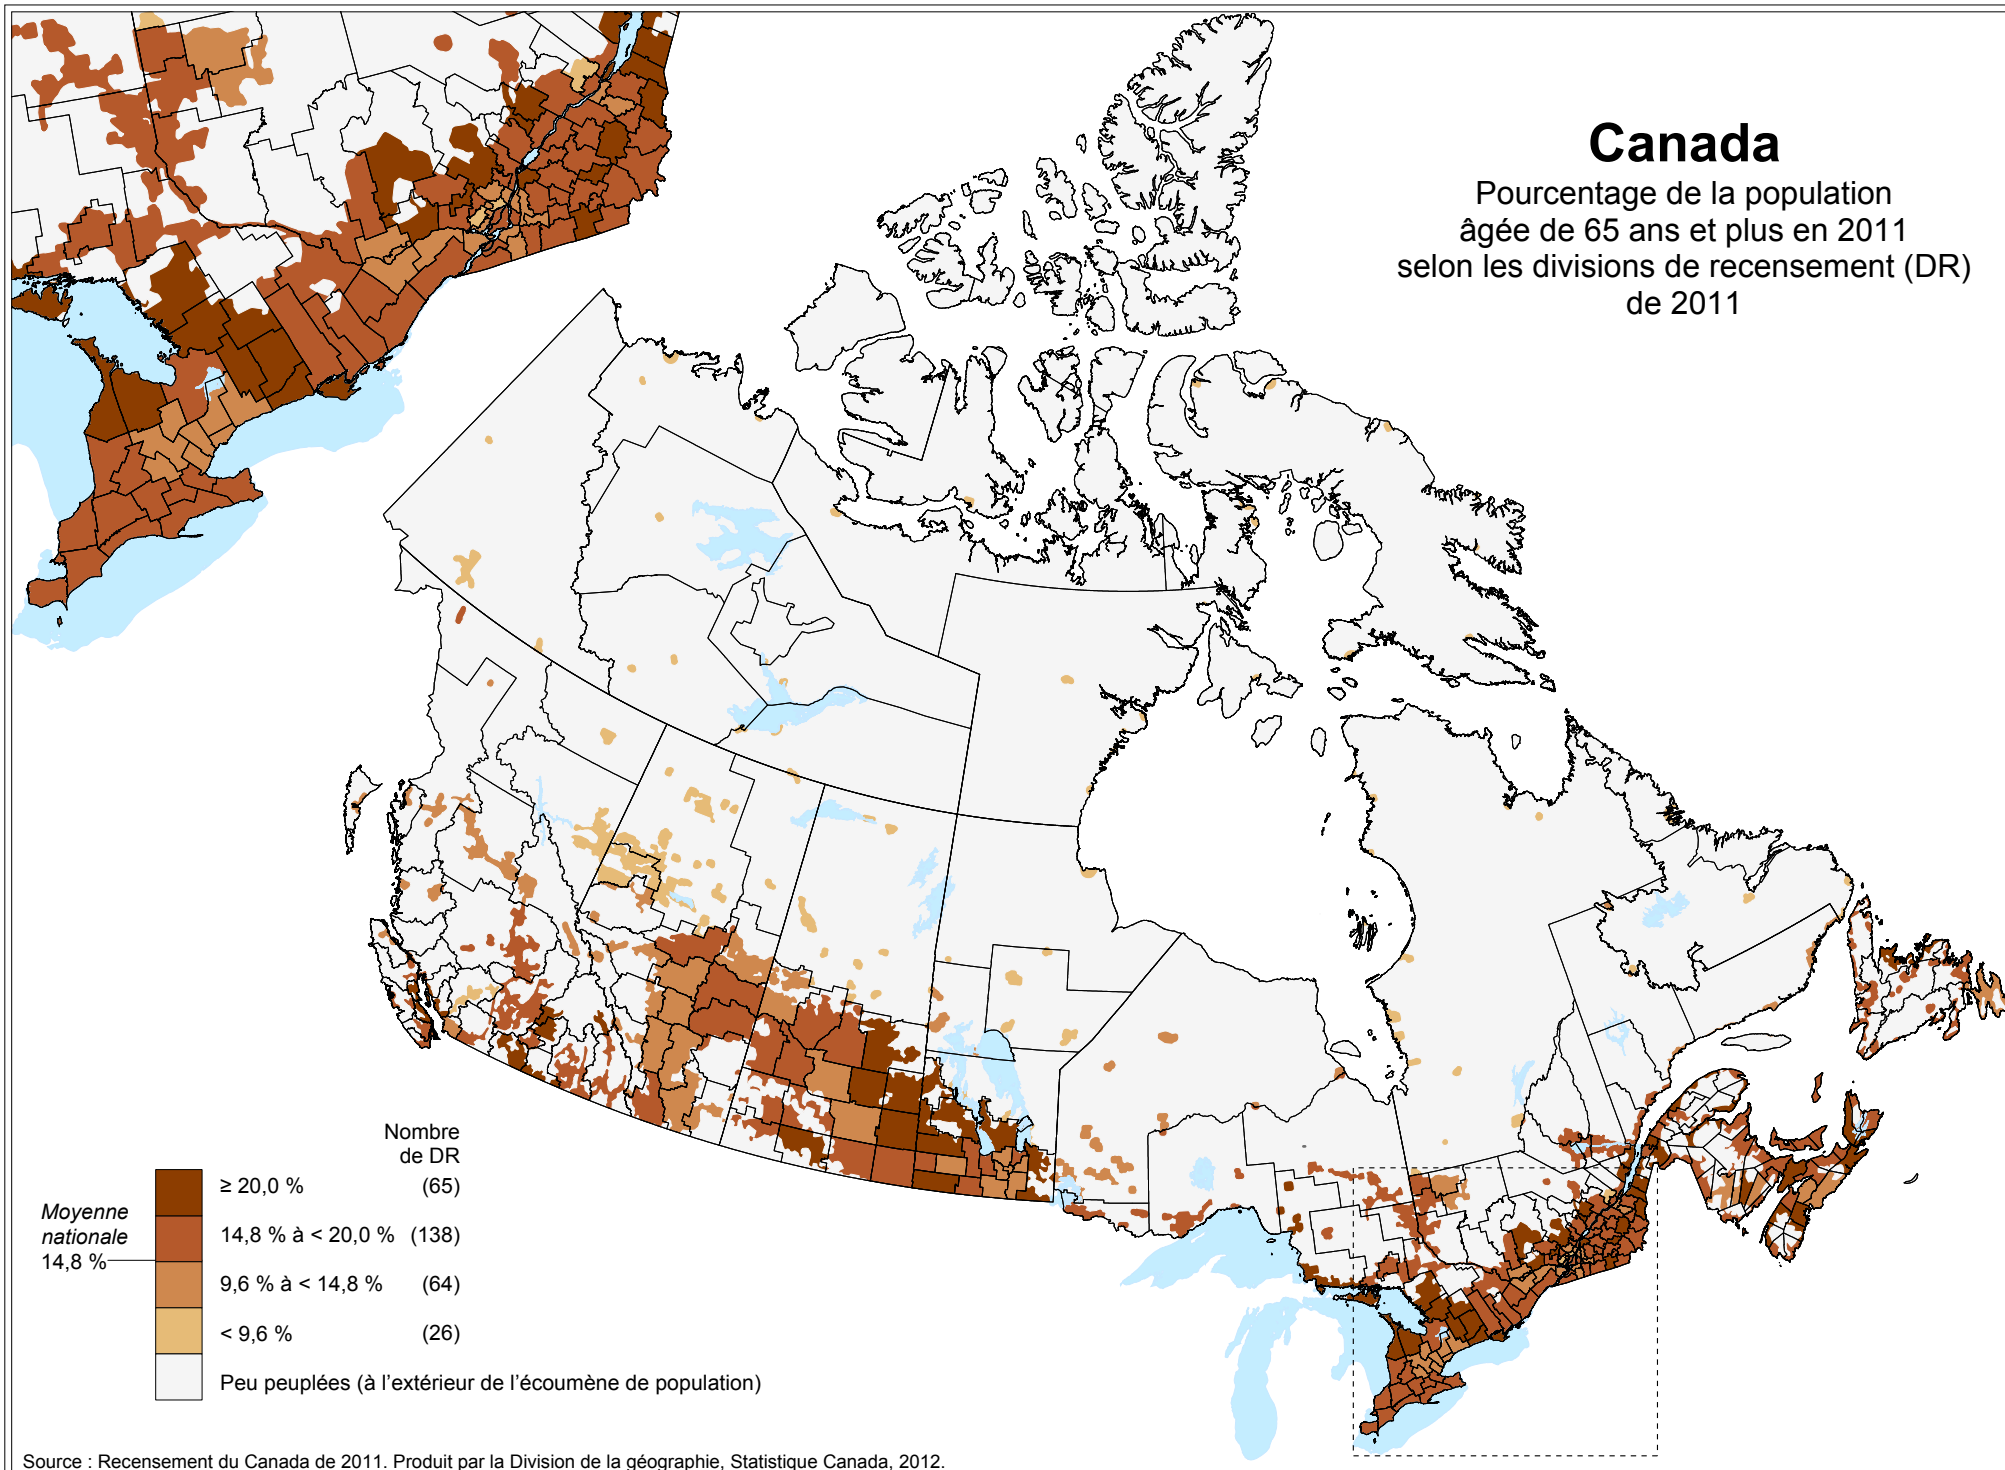 Canada
Pourcentage de la population
âgée de 65 ans et plus en 2011
selon les divisions de recensement (DR)
de 2011
Nombre
de DR
Moyenne
nationale
14,8 %
≥ 20,0 % (65)
14,8 % à < 20,0 % (138)
9,6 % à < 14,8 % (64)
< 9,6 % (26)
Peu peuplées (à l’extérieur de l’écoumène de population)
Source : Recensement du Canada de 2011. Produit par la Division de la géographie, Statistique Canada, 2012.